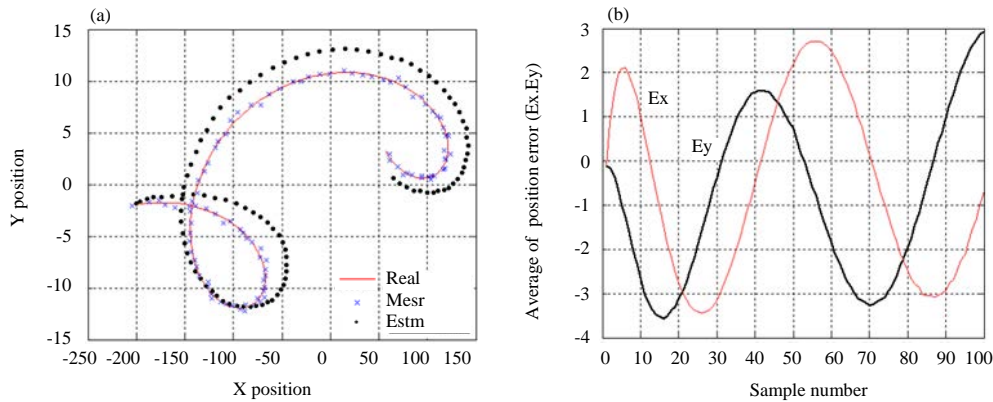 (a)
15
10
5
0
-5
-10
-15
Y position
-250 -200 -150 -100 -50 0 50 100 150
X position
Real
Mesr
Estm
(b)
3
2
1
0
-1
-2
-3
-4
Average of position error (Ex.Ey)
Ex
Ey
0 10 20 30 40 50 60 70 80 90 100
Sample number